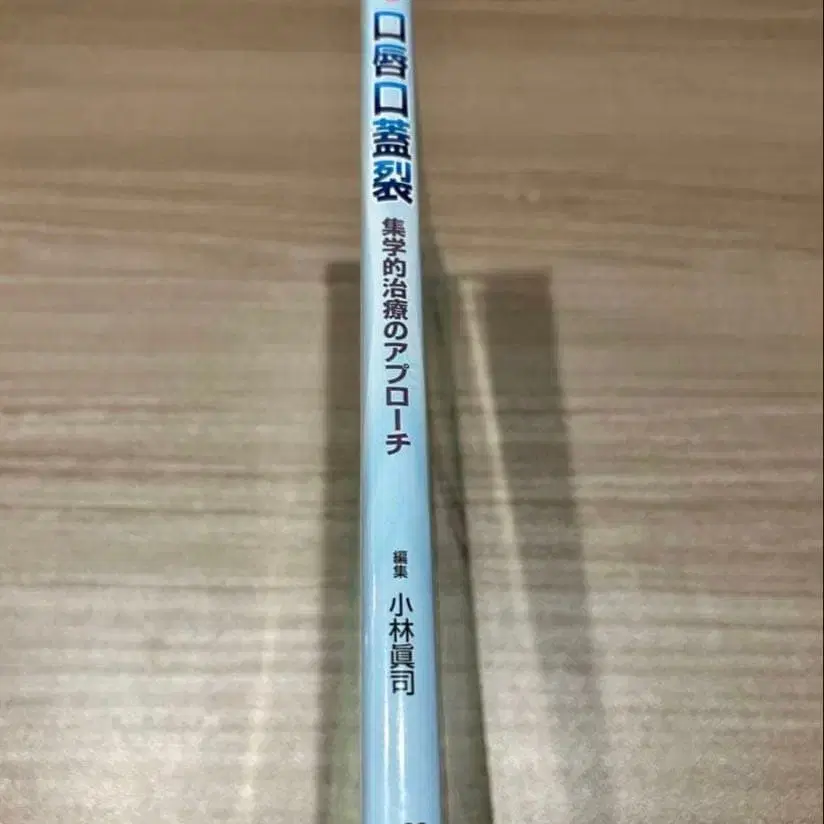 口唇口蓋裂
集学的治療のアプローチ
編集 小林眞司